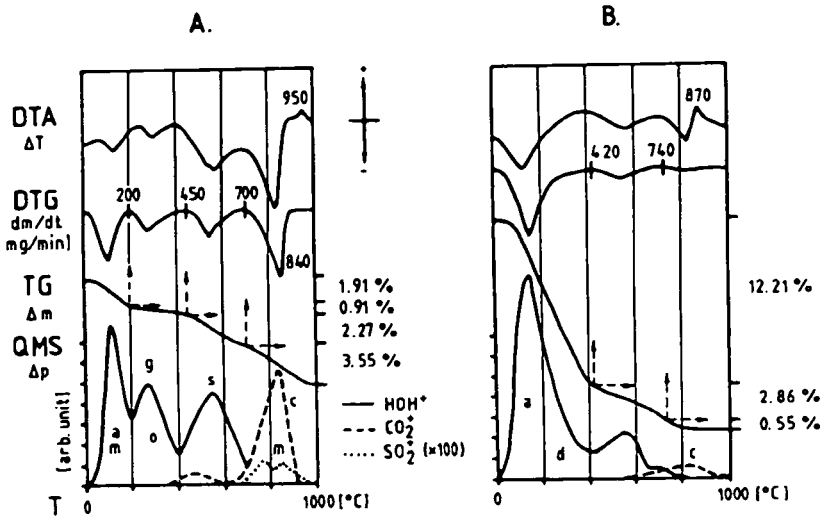 A.
B.
DTA
ΔT
950
870
DTG
dm/dt
mg/min]
200
450
700
840
420
740
TG
Δm
1.91 %
0.91 %
2.27 %
3.55 %
12.21 %
2.86 %
0.55 %
QMS
Δp
[arb. unit]
a
m
g
o
s
c
m
HOH⁺
CO₂⁺
SO₂⁺ (×100)
a
d
c
T
0
1000 [°C]
0
1000 [°C]